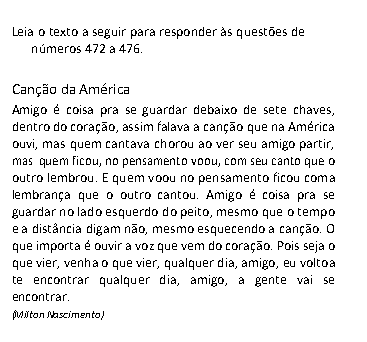 Leia o texto a seguir para responder às questões de
números 472 a 476.
Canção da América
Amigo é coisa pra se guardar debaixo de sete chaves,
dentro do coração, assim falava a canção que na América
ouvi, mas quem cantava chorou ao ver seu amigo partir,
mas quem ficou, no pensamento voou, com seu canto que o
outro lembrou. E quem voou no pensamento ficou coma
lembrança que o outro cantou. Amigo é coisa pra se
guardar no lado esquerdo do peito, mesmo que o tempo
e a distância digam não, mesmo esquecendo a canção. O
que importa é ouvir a voz que vem do coração. Pois seja o
que vier, venha o que vier, qualquer dia, amigo, eu voltoa
te encontrar qualquer dia, amigo, a gente vai se
encontrar.
(Milton Nascimento)